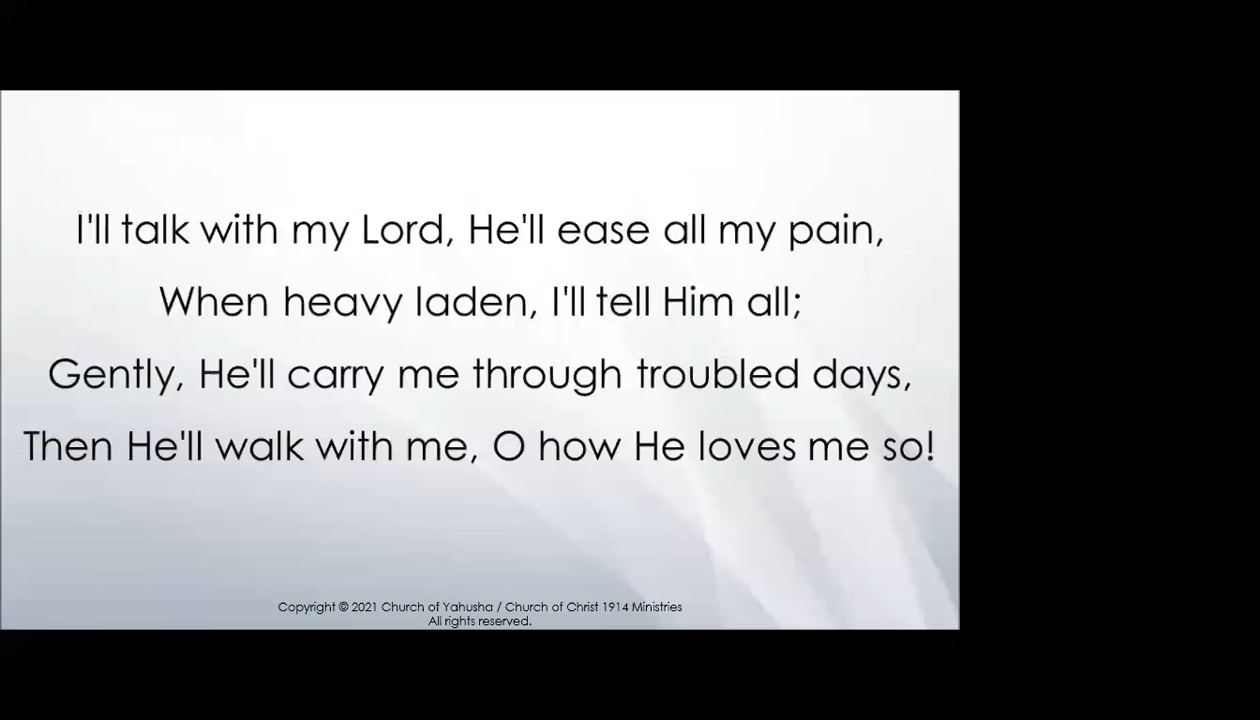 I'll talk with my Lord, He'll ease all my pain,
When heavy laden, I'll tell Him all;
Gently, He'll carry me through troubled days,
Then He'll walk with me, O how He loves me so!
Copyright © 2021 Church of Yahusha / Church of Christ 1914 Ministries
All rights reserved.